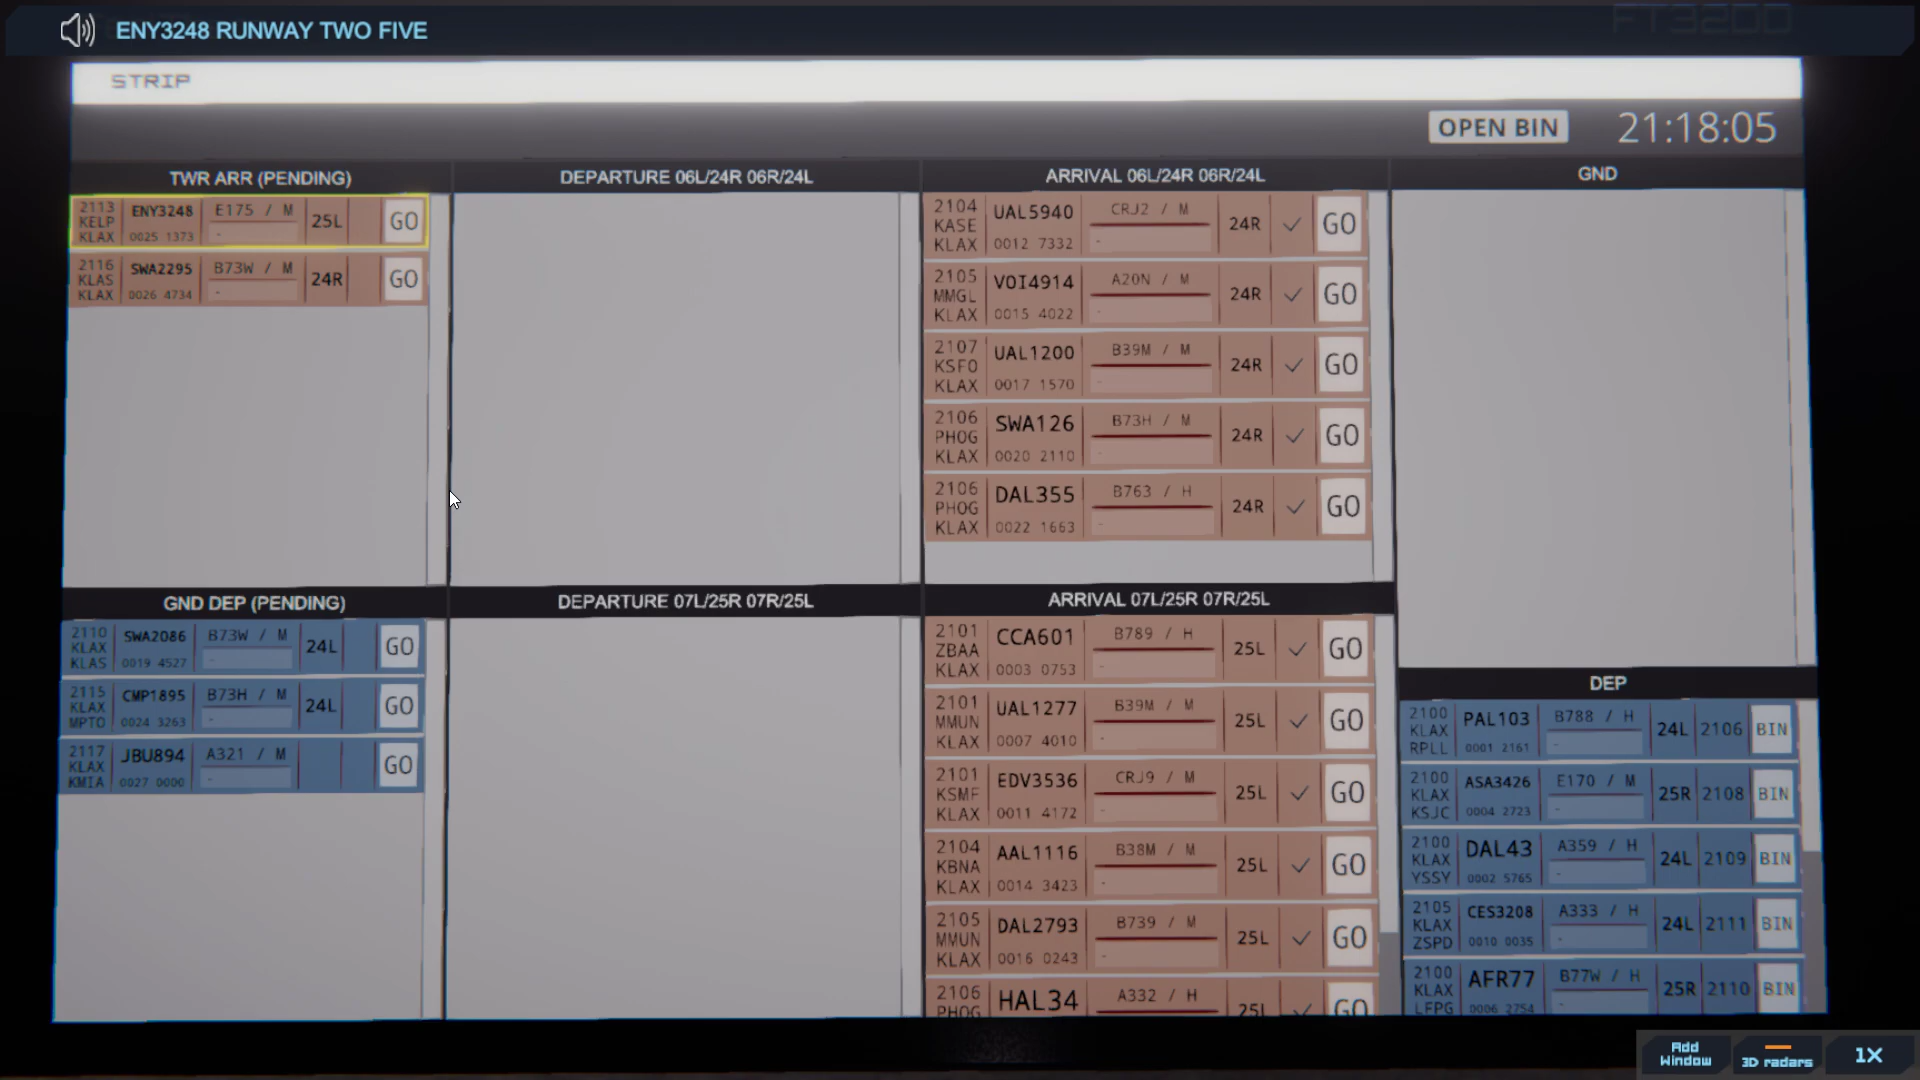 ENY3248 RUNWAY TWO FIVE
FT3200
STRIP
OPEN BIN
21:18:05
TWR ARR (PENDING)
2113 ENY3248 E175 / M 25L GO
KELP
KLAX 0025 1373 -
2116 SWA2295 B73W / M 24R GO
KLAS
KLAX 0026 4734 -
DEPARTURE 06L/24R 06R/24L
ARRIVAL 06L/24R 06R/24L
2104 UAL5940 CRJ2 / M 24R ✓ GO
KASE
KLAX 0012 7332 -
2105 VOI4914 A20N / M 24R ✓ GO
MMGL
KLAX 0015 4022 -
2107 UAL1200 B39M / M 24R ✓ GO
KSFO
KLAX 0017 1570 -
2106 SWA126 B73H / M 24R ✓ GO
PHOG
KLAX 0020 2110 -
2106 DAL355 B763 / H 24R ✓ GO
PHOG
KLAX 0022 1663 -
GND
GND DEP (PENDING)
2110 SWA2086 B73W / M 24L GO
KLAX
KLAS 0019 4527 -
2115 CMP1895 B73H / M 24L GO
KLAX
MPTO 0024 3263 -
2117 JBU894 A321 / M GO
KLAX
KMIA 0027 0000 -
DEPARTURE 07L/25R 07R/25L
ARRIVAL 07L/25R 07R/25L
2101 CCA601 B789 / H 25L ✓ GO
ZBAA
KLAX 0003 0753 -
2101 UAL1277 B39M / M 25L ✓ GO
MMUN
KLAX 0007 4010 -
2101 EDV3536 CRJ9 / M 25L ✓ GO
KSMF
KLAX 0011 4172 -
2104 AAL1116 B38M / M 25L ✓ GO
KBNA
KLAX 0014 3423 -
2105 DAL2793 B739 / M 25L ✓ GO
MMUN
KLAX 0016 0243 -
2106 HAL34 A332 / H 25L ✓ GO
PHOG
DEP
2100 PAL103 B788 / H 24L 2106 BIN
KLAX
RPLL 0001 2161 -
2100 ASA3426 E170 / M 25R 2108 BIN
KLAX
KSJC 0004 2723 -
2100 DAL43 A359 / H 24L 2109 BIN
KLAX
YSSY 0002 5765 -
2105 CES3208 A333 / H 24L 2111 BIN
KLAX
ZSPD 0010 0035 -
2100 AFR77 B77W / H 25R 2110 BIN
KLAX
LFPG 0006 2754 -
Add Window
3D radars
1X